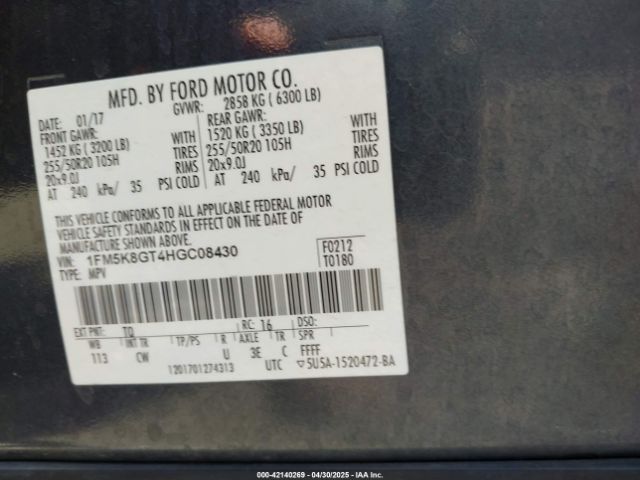 MFD. BY FORD MOTOR CO.
DATE: 01/17 GVWR: 2858 KG ( 6300 LB)
FRONT GAWR: REAR GAWR:
1452 KG ( 3200 LB) WITH 1520 KG ( 3350 LB) WITH
255/50R20 105H TIRES 255/50R20 105H TIRES
20x9.0J RIMS 20x9.0J RIMS
AT 240 kPa/ 35 PSI COLD AT 240 kPa/ 35 PSI COLD
THIS VEHICLE CONFORMS TO ALL APPLICABLE FEDERAL MOTOR
VEHICLE SAFETY STANDARDS IN EFFECT ON THE DATE OF
MANUFACTURE SHOWN ABOVE.
VIN: 1FM5K8GT4HGC08430 F0212
TYPE: MPV T0180
EXT PNT: TQ RC: 16 DSO:
WB INT TR TP/PS R AXLE TR SPR
113 CW U 3E C FFFF
1201701274313 UTC ▽5U5A-1520472-BA
000-42140269 - 04/30/2025 - IAA Inc.